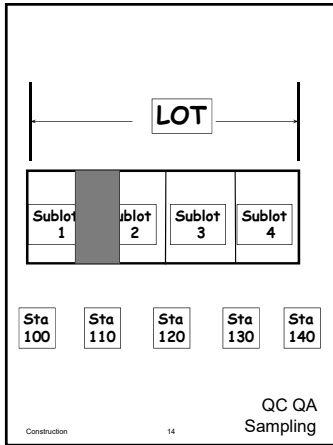 LOT
Sublot
1
ublot
2
Sublot
3
Sublot
4
Sta
100
Sta
110
Sta
120
Sta
130
Sta
140
Construction
14
QC QA
Sampling